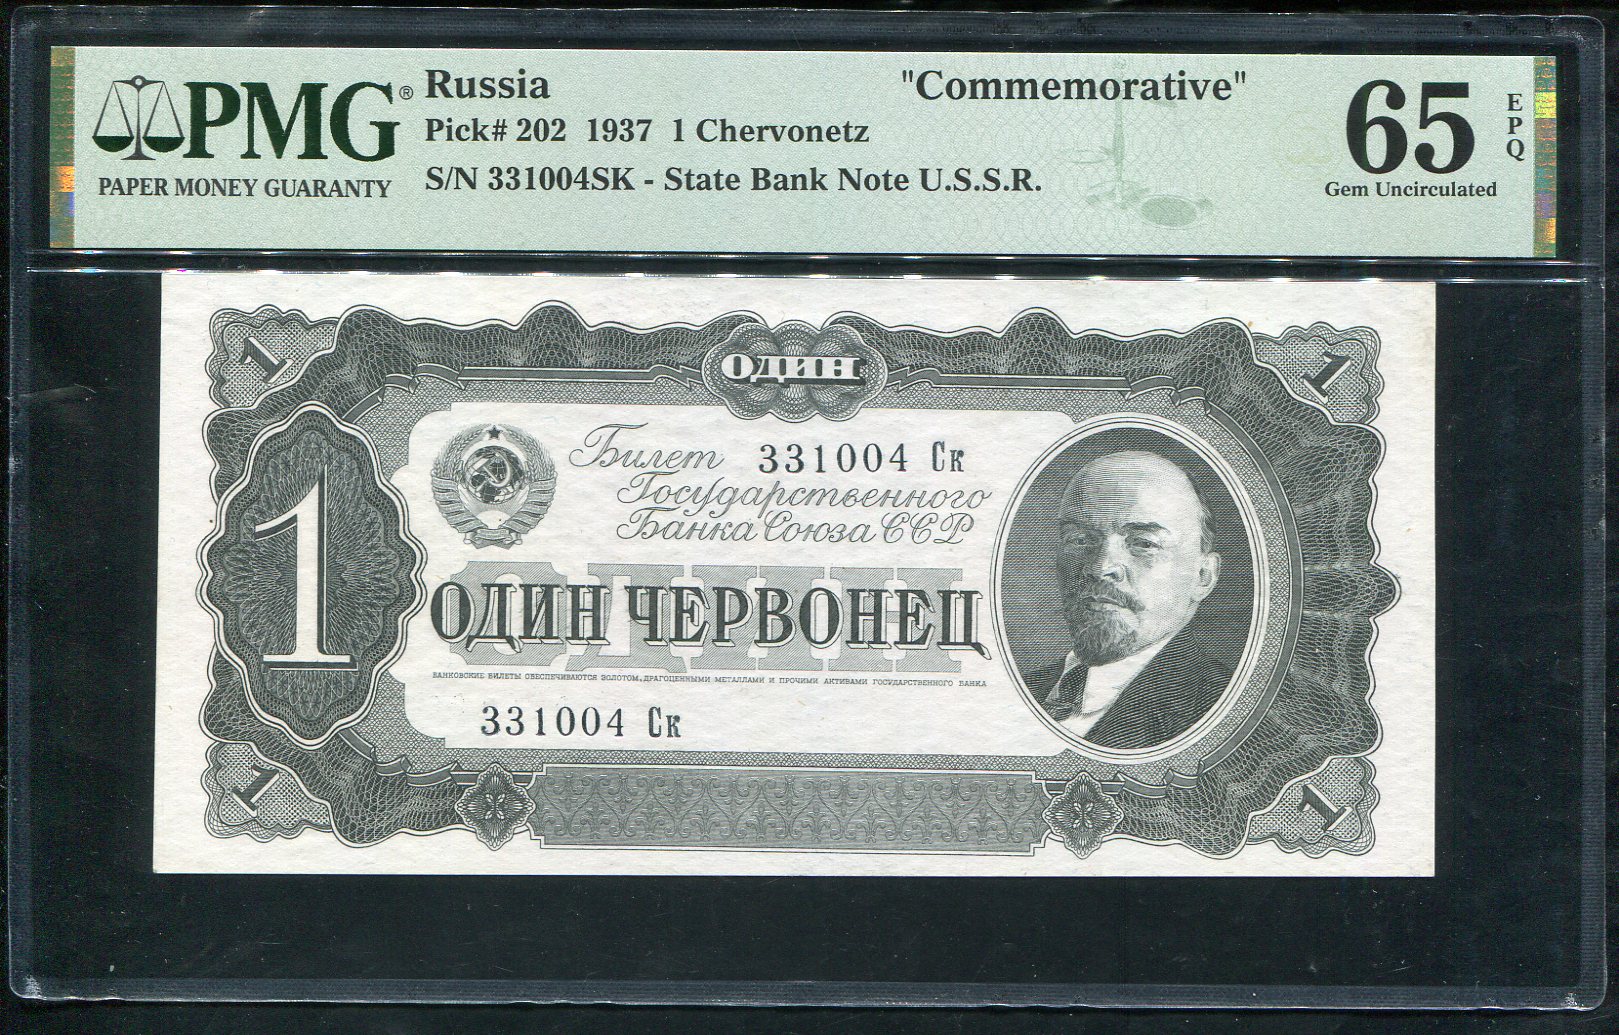 PMG®
PAPER MONEY GUARANTY
Russia "Commemorative"
Pick# 202 1937 1 Chervonetz
S/N 331004SK - State Bank Note U.S.S.R.
65
EPQ
Gem Uncirculated
1
ОДИН
1
Билет 331004 Ск
Государственного
Банка Союза ССР
1
ОДИН
ОДИН ЧЕРВОНЕЦ
БАНКОВСКИЕ БИЛЕТЫ ОБЕСПЕЧИВАЮТСЯ ЗОЛОТОМ, ДРАГОЦЕННЫМИ МЕТАЛЛАМИ И ПРОЧИМИ АКТИВАМИ ГОСУДАРСТВЕННОГО БАНКА
331004 Ск
1
1